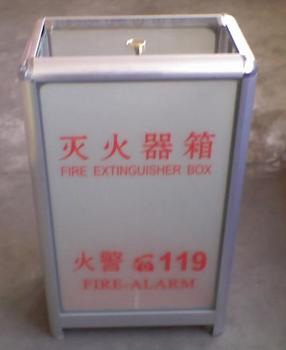 灭火器箱
FIRE EXTINGUISHER BOX
火警 ☎119
FIRE-ALARM